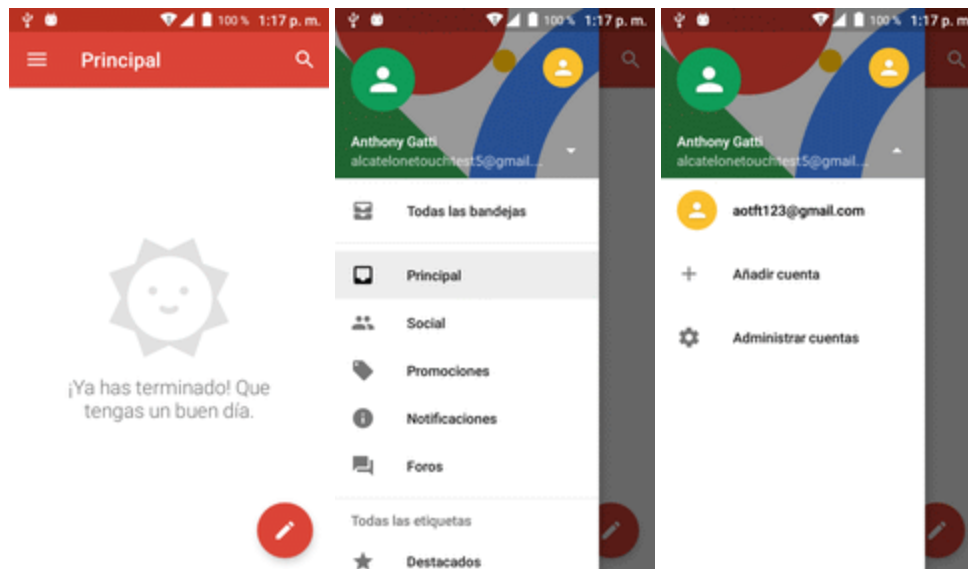 100 % 1:17 p. m.
Principal
¡Ya has terminado! Que
tengas un buen día.
100 % 1:17 p. m.
Anthony Gatti
alcatelonetouchtest5@gmail....
Todas las bandejas
Principal
Social
Promociones
Notificaciones
Foros
Todas las etiquetas
Destacados
100 % 1:17 p. m
Anthony Gatti
alcatelonetouchtest5@gmail....
aotft123@gmail.com
Añadir cuenta
Administrar cuentas